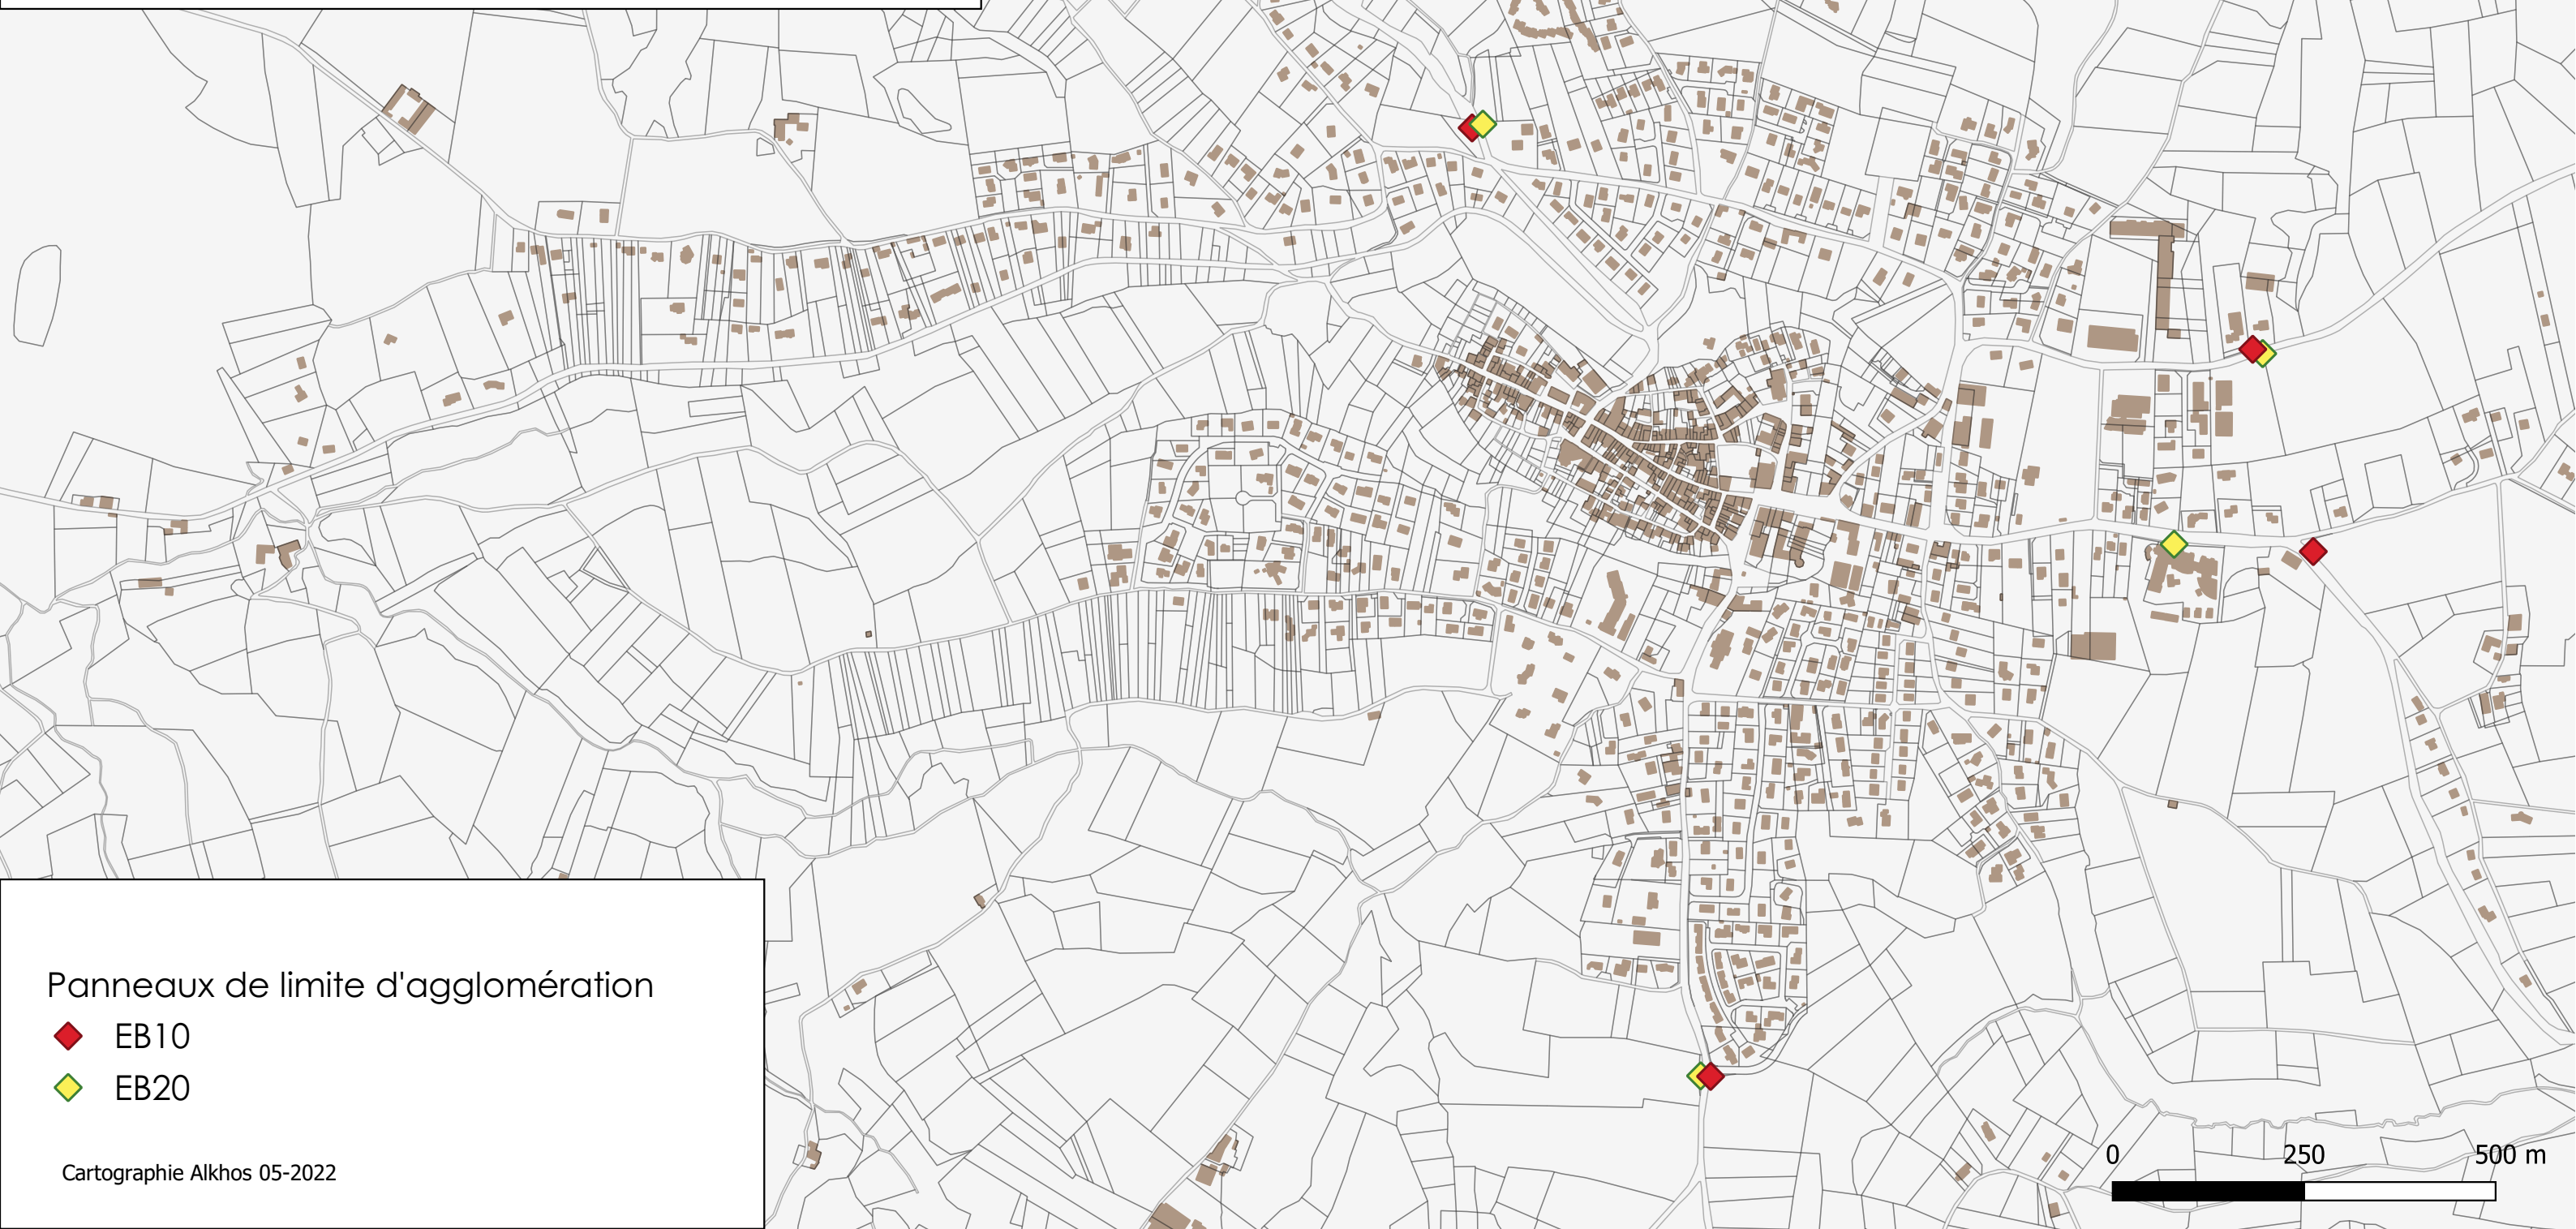 Panneaux de limite d'agglomération
EB10
EB20
Cartographie Alkhos 05-2022
0 250 500 m